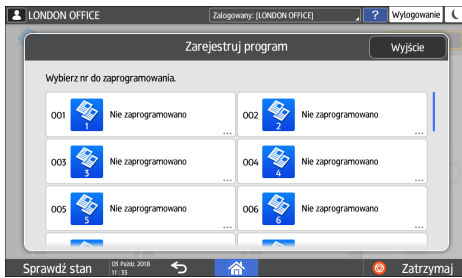 LONDON OFFICE
Zalogowany: [LONDON OFFICE]
?
Wylogowanie
Zarejestruj program
Wyjście
Wybierz nr do zaprogramowania.
001 1 Nie zaprogramowano ...
002 2 Nie zaprogramowano ...
003 3 Nie zaprogramowano ...
004 4 Nie zaprogramowano ...
005 5 Nie zaprogramowano ...
006 6 Nie zaprogramowano ...
Sprawdź stan
03 Paźdz 2018
11 : 33
Zatrzymaj